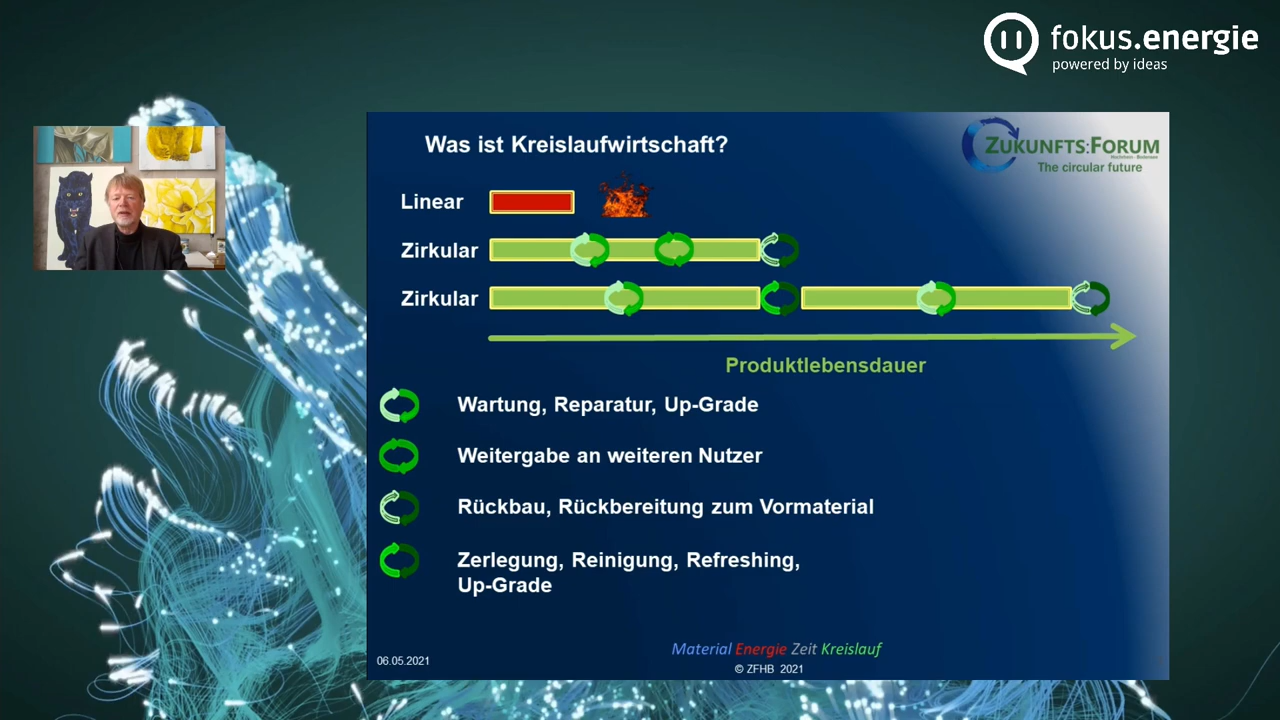 fokus.energie
powered by ideas
Was ist Kreislaufwirtschaft?
ZUKUNFTS:FORUM
Hochrhein - Bodensee
The circular future
Linear
Zirkular
Zirkular
Produktlebensdauer
Wartung, Reparatur, Up-Grade
Weitergabe an weiteren Nutzer
Rückbau, Rückbereitung zum Vormaterial
Zerlegung, Reinigung, Refreshing,
Up-Grade
Material Energie Zeit Kreislauf
06.05.2021
© ZFHB 2021